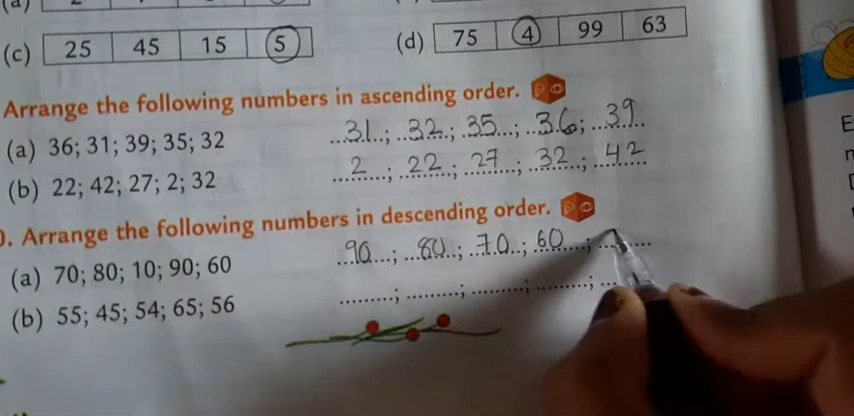 (a)
(c) 25 45 15 5 (d) 75 4 99 63
Arrange the following numbers in ascending order.
(a) 36; 31; 39; 35; 32 31; 32; 35; 36; 39
(b) 22; 42; 27; 2; 32 2; 22; 27; 32; 42
0. Arrange the following numbers in descending order.
(a) 70; 80; 10; 90; 60 90; 80; 70; 60;
(b) 55; 45; 54; 65; 56